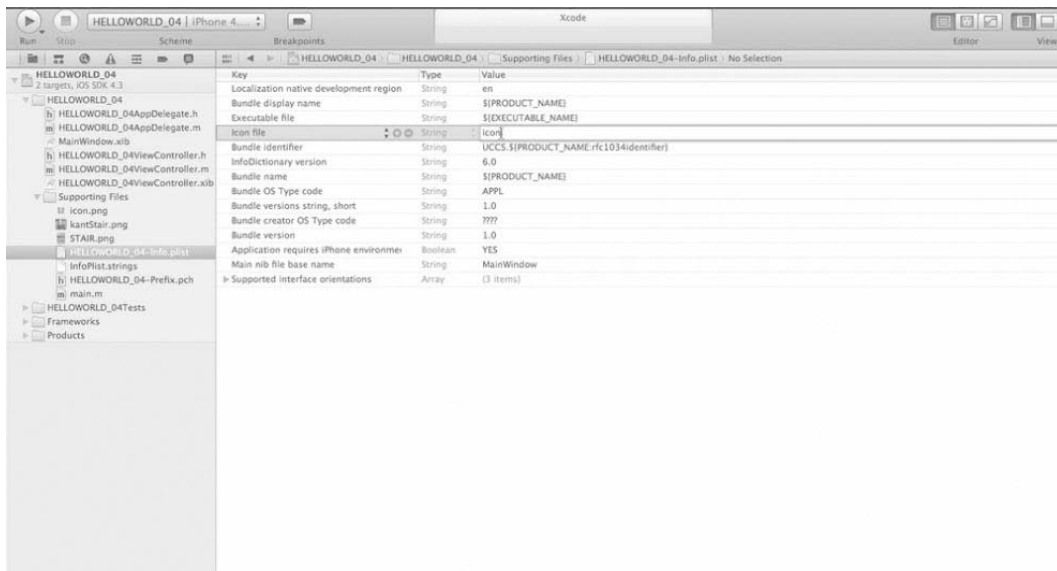 Xcode
HELLOWORLD_04 | iPhone 4....
Run Stop Scheme Breakpoints Editor View
HELLOWORLD_04 HELLOWORLD_04 Supporting Files HELLOWORLD_04-Info.plist No Selection
HELLOWORLD_04
2 targets, iOS SDK 4.3
HELLOWORLD_04
h HELLOWORLD_04AppDelegate.h
m HELLOWORLD_04AppDelegate.m
MainWindow.xib
h HELLOWORLD_04ViewController.h
m HELLOWORLD_04ViewController.m
HELLOWORLD_04ViewController.xib
Supporting Files
icon.png
kantStair.png
STAIR.png
HELLOWORLD_04-Info.plist
InfoPlist.strings
h HELLOWORLD_04-Prefix.pch
m main.m
HELLOWORLD_04Tests
Frameworks
Products
Key Type Value
Localization native development region String en
Bundle display name String ${PRODUCT_NAME}
Executable file String ${EXECUTABLE_NAME}
Icon file String icon
Bundle identifier String UCCS.${PRODUCT_NAME:rfc1034identifier}
InfoDictionary version String 6.0
Bundle name String ${PRODUCT_NAME}
Bundle OS Type code String APPL
Bundle versions string, short String 1.0
Bundle creator OS Type code String ????
Bundle version String 1.0
Application requires iPhone environmen Boolean YES
Main nib file base name String MainWindow
Supported interface orientations Array (3 items)